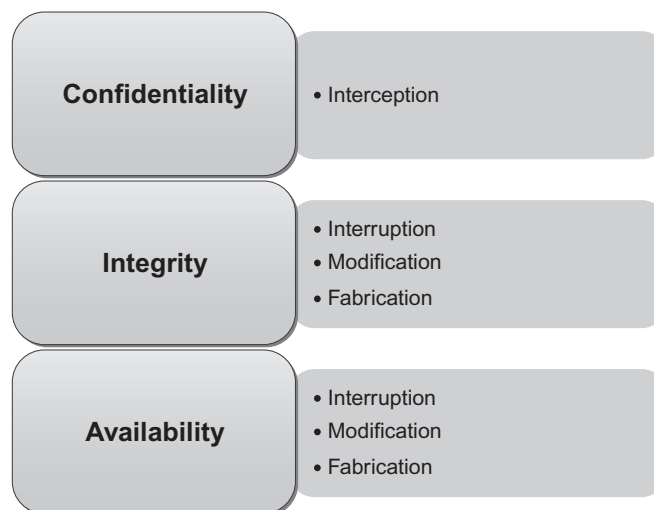 Confidentiality
• Interception
Integrity
• Interruption
• Modification
• Fabrication
Availability
• Interruption
• Modification
• Fabrication